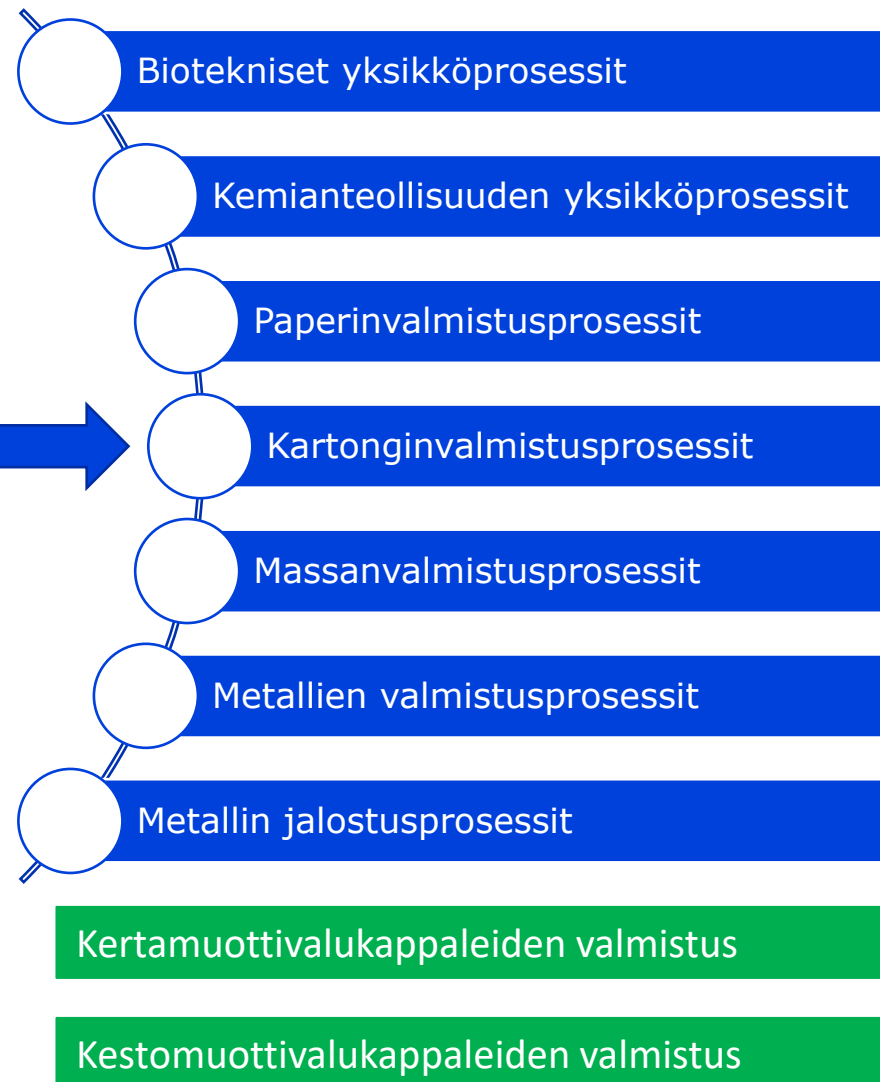 Biotekniset yksikköprosessit
Kemianteollisuuden yksikköprosessit
Paperinvalmistusprosessit
Kartonginvalmistusprosessit
Massanvalmistusprosessit
Metallien valmistusprosessit
Metallin jalostusprosessit
Kertamuottivalukappaleiden valmistus
Kestomuottivalukappaleiden valmistus